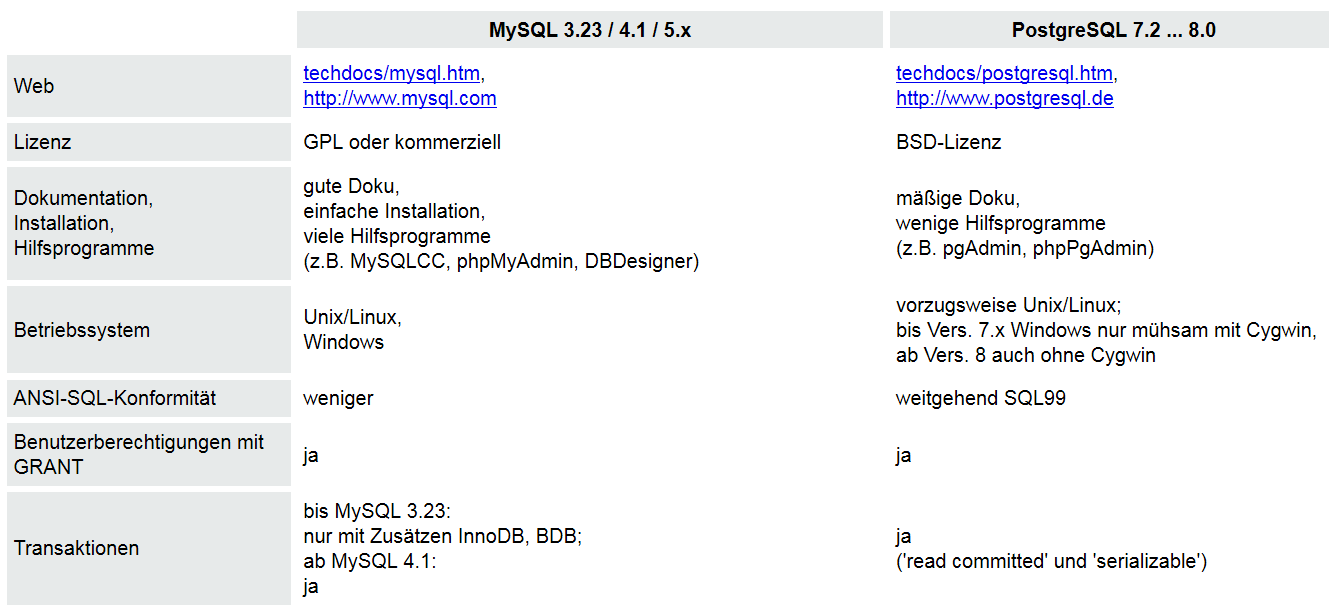 MySQL 3.23 / 4.1 / 5.x
PostgreSQL 7.2 ... 8.0
Web
techdocs/mysql.htm,
http://www.mysql.com
techdocs/postgresql.htm,
http://www.postgresql.de
Lizenz
GPL oder kommerziell
BSD-Lizenz
Dokumentation,
Installation,
Hilfsprogramme
gute Doku,
einfache Installation,
viele Hilfsprogramme
(z.B. MySQLCC, phpMyAdmin, DBDesigner)
mäßige Doku,
wenige Hilfsprogramme
(z.B. pgAdmin, phpPgAdmin)
Betriebssystem
Unix/Linux,
Windows
vorzugsweise Unix/Linux;
bis Vers. 7.x Windows nur mühsam mit Cygwin,
ab Vers. 8 auch ohne Cygwin
ANSI-SQL-Konformität
weniger
weitgehend SQL99
Benutzerberechtigungen mit
GRANT
ja
ja
Transaktionen
bis MySQL 3.23:
nur mit Zusätzen InnoDB, BDB;
ab MySQL 4.1:
ja
ja
('read committed' und 'serializable')